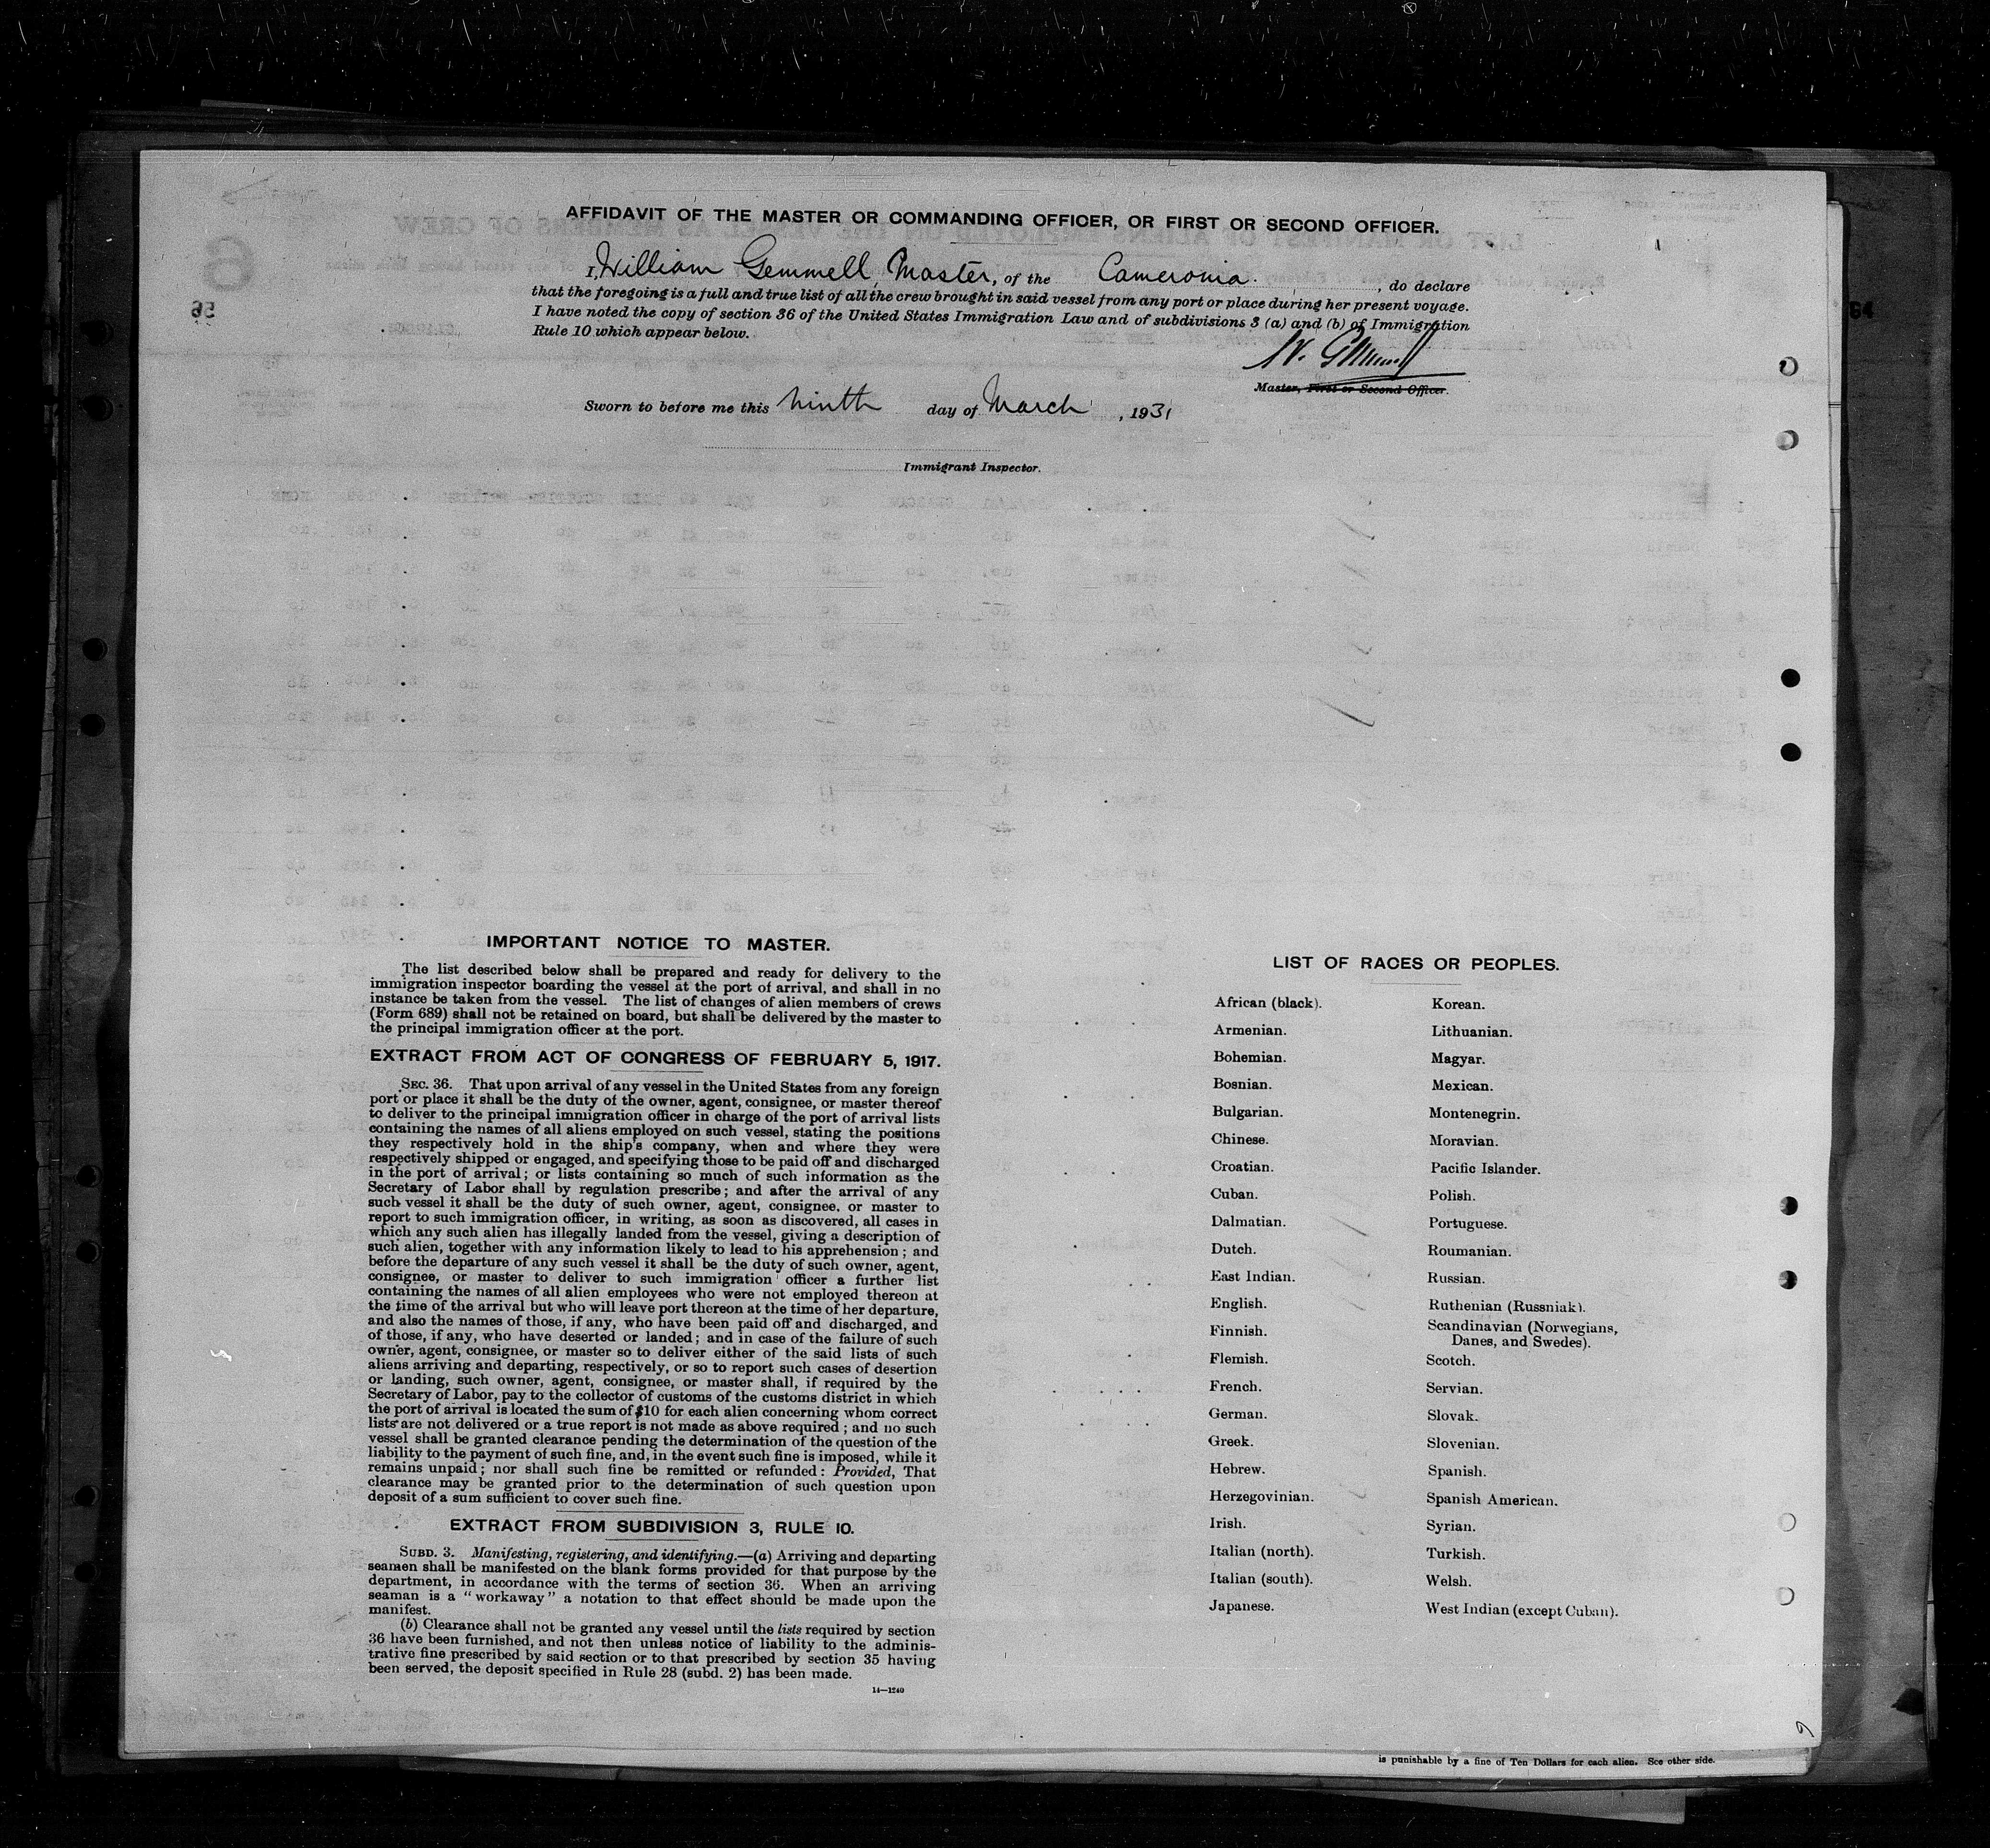 AFFIDAVIT OF THE MASTER OR COMMANDING OFFICER, OR FIRST OR SECOND OFFICER.
I, William Gemmell, Master, of the Cameronia. , do declare
that the foregoing is a full and true list of all the crew brought in said vessel from any port or place during her present voyage.
I have noted the copy of section 36 of the United States Immigration Law and of subdivisions 3 (a) and (b) of Immigration
Rule 10 which appear below.
W. Gemmell
Master, First or Second Officer.
Sworn to before me this ninth day of March , 1931
Immigrant Inspector.
IMPORTANT NOTICE TO MASTER.
The list described below shall be prepared and ready for delivery to the
immigration inspector boarding the vessel at the port of arrival, and shall in no
instance be taken from the vessel. The list of changes of alien members of crews
(Form 689) shall not be retained on board, but shall be delivered by the master to
the principal immigration officer at the port.
EXTRACT FROM ACT OF CONGRESS OF FEBRUARY 5, 1917.
SEC. 36. That upon arrival of any vessel in the United States from any foreign
port or place it shall be the duty of the owner, agent, consignee, or master thereof
to deliver to the principal immigration officer in charge of the port of arrival lists
containing the names of all aliens employed on such vessel, stating the positions
they respectively hold in the ship's company, when and where they were
respectively shipped or engaged, and specifying those to be paid off and discharged
in the port of arrival; or lists containing so much of such information as the
Secretary of Labor shall by regulation prescribe; and after the arrival of any
such vessel it shall be the duty of such owner, agent, consignee, or master to
report to such immigration officer, in writing, as soon as discovered, all cases in
which any such alien has illegally landed from the vessel, giving a description of
such alien, together with any information likely to lead to his apprehension; and
before the departure of any such vessel it shall be the duty of such owner, agent,
consignee, or master to deliver to such immigration officer a further list
containing the names of all alien employees who were not employed thereon at
the time of the arrival but who will leave port thereon at the time of her departure,
and also the names of those, if any, who have been paid off and discharged, and
of those, if any, who have deserted or landed; and in case of the failure of such
owner, agent, consignee, or master so to deliver either of the said lists of such
aliens arriving and departing, respectively, or so to report such cases of desertion
or landing, such owner, agent, consignee, or master shall, if required by the
Secretary of Labor, pay to the collector of customs of the customs district in which
the port of arrival is located the sum of $10 for each alien concerning whom correct
lists are not delivered or a true report is not made as above required; and no such
vessel shall be granted clearance pending the determination of the question of the
liability to the payment of such fine, and, in the event such fine is imposed, while it
remains unpaid; nor shall such fine be remitted or refunded: Provided, That
clearance may be granted prior to the determination of such question upon
deposit of a sum sufficient to cover such fine.
EXTRACT FROM SUBDIVISION 3, RULE 10.
SUBD. 3. Manifesting, registering, and identifying.—(a) Arriving and departing
seamen shall be manifested on the blank forms provided for that purpose by the
department, in accordance with the terms of section 36. When an arriving
seaman is a "workaway" a notation to that effect should be made upon the
manifest.
(b) Clearance shall not be granted any vessel until the lists required by section
36 have been furnished, and not then unless notice of liability to the adminis-
trative fine prescribed by said section or to that prescribed by section 35 having
been served, the deposit specified in Rule 28 (subd. 2) has been made.
14—1240
LIST OF RACES OR PEOPLES.
African (black).
Armenian.
Bohemian.
Bosnian.
Bulgarian.
Chinese.
Croatian.
Cuban.
Dalmatian.
Dutch.
East Indian.
English.
Finnish.
Flemish.
French.
German.
Greek.
Hebrew.
Herzegovinian.
Irish.
Italian (north).
Italian (south).
Japanese.
Korean.
Lithuanian.
Magyar.
Mexican.
Montenegrin.
Moravian.
Pacific Islander.
Polish.
Portuguese.
Roumanian.
Russian.
Ruthenian (Russniak).
Scandinavian (Norwegians,
Danes, and Swedes).
Scotch.
Servian.
Slovak.
Slovenian.
Spanish.
Spanish American.
Syrian.
Turkish.
Welsh.
West Indian (except Cuban).
is punishable by a fine of Ten Dollars for each alien. See other side.